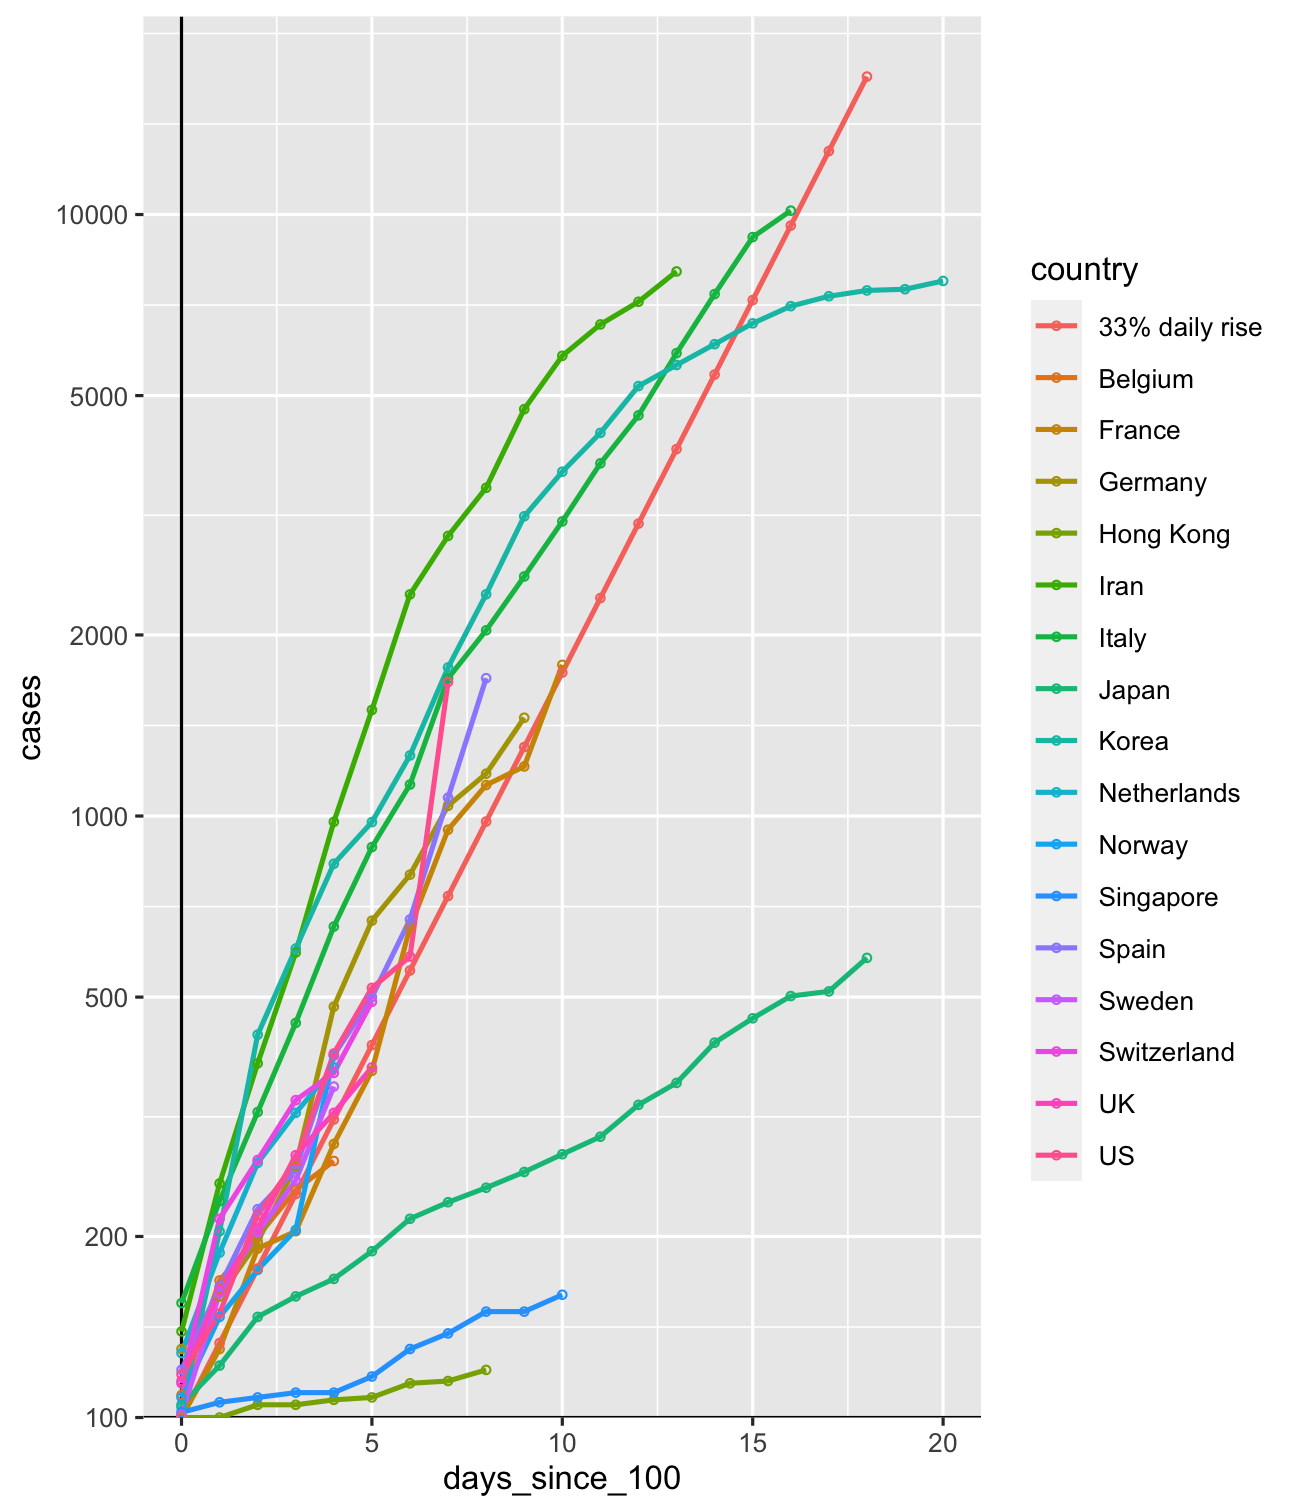 10000
5000
2000
1000
500
200
100
cases
0 5 10 15 20
days_since_100
country
33% daily rise
Belgium
France
Germany
Hong Kong
Iran
Italy
Japan
Korea
Netherlands
Norway
Singapore
Spain
Sweden
Switzerland
UK
US